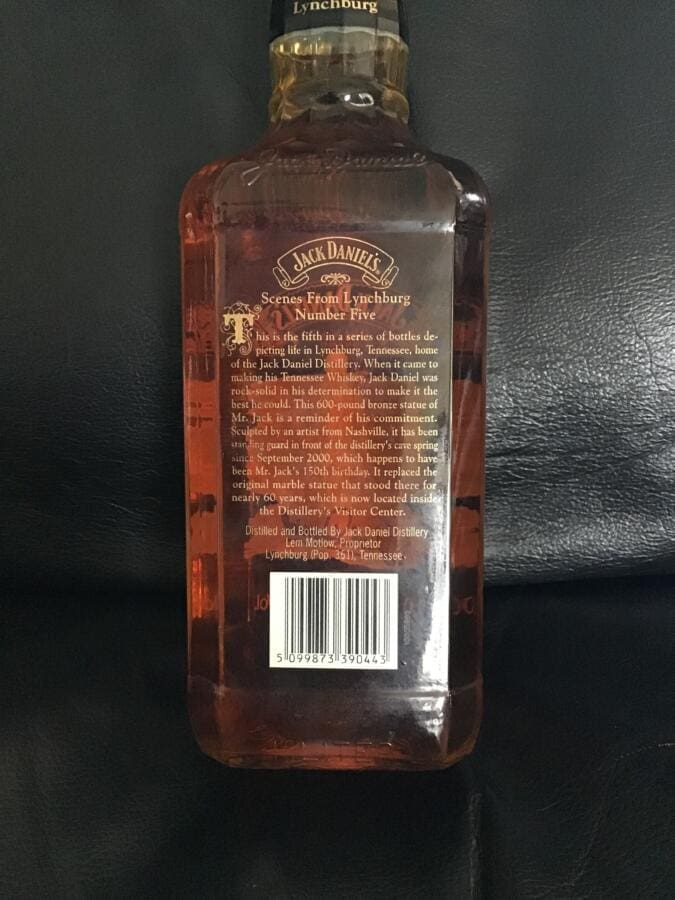 Lynchburg
Jack Daniel
JACK DANIEL'S
Scenes From Lynchburg
Number Five
This is the fifth in a series of bottles de-
picting life in Lynchburg, Tennessee, home
of the Jack Daniel Distillery. When it came to
making his Tennessee Whiskey, Jack Daniel was
rock-solid in his determination to make it the
best he could. This 600-pound bronze statue of
Mr. Jack is a reminder of his commitment.
Sculpted by an artist from Nashville, it has been
standing guard in front of the distillery's cave spring
since September 2000, which happens to have
been Mr. Jack's 150th birthday. It replaced the
original marble statue that stood there for
nearly 60 years, which is now located inside
the Distillery's Visitor Center.
Distilled and Bottled By Jack Daniel Distillery
Lem Motlow, Proprietor
Lynchburg (Pop. 361), Tennessee
5 099873 390443